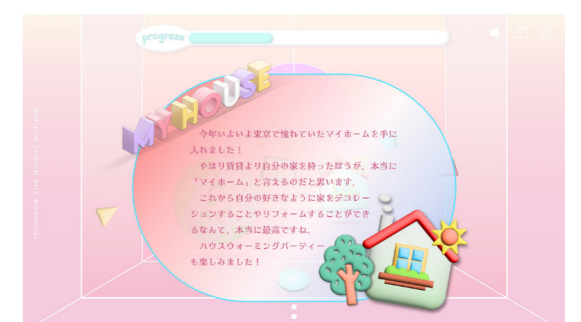 progress
MY HOUSE
TOWARDS THE BRIGHT FUTURE
今年いよいよ東京で憧れていたマイホームを手に
入れました！
やはり賃貸より自分の家を持ったほうが、本当に
「マイホーム」と言えるのだと思います。
これから自分の好きなように家をデコレー
ションすることやリフォームすることができ
るなんて、本当に最高ですね。
ハウスウォーミングパーティー
も楽しみました！